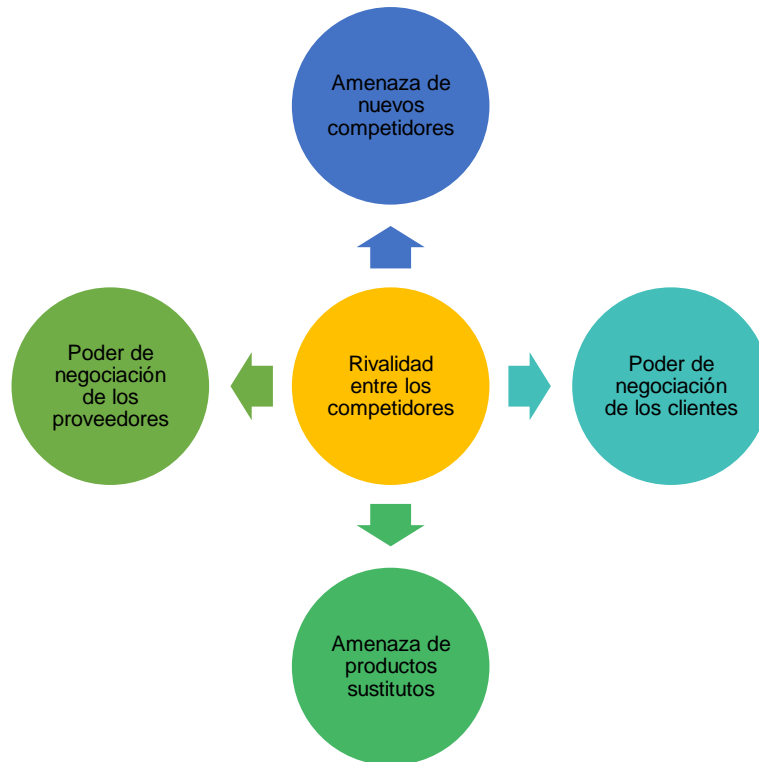 Amenaza de
nuevos
competidores
Poder de
negociación
de los
proveedores
Rivalidad
entre los
competidores
Poder de
negociación
de los clientes
Amenaza de
productos
sustitutos